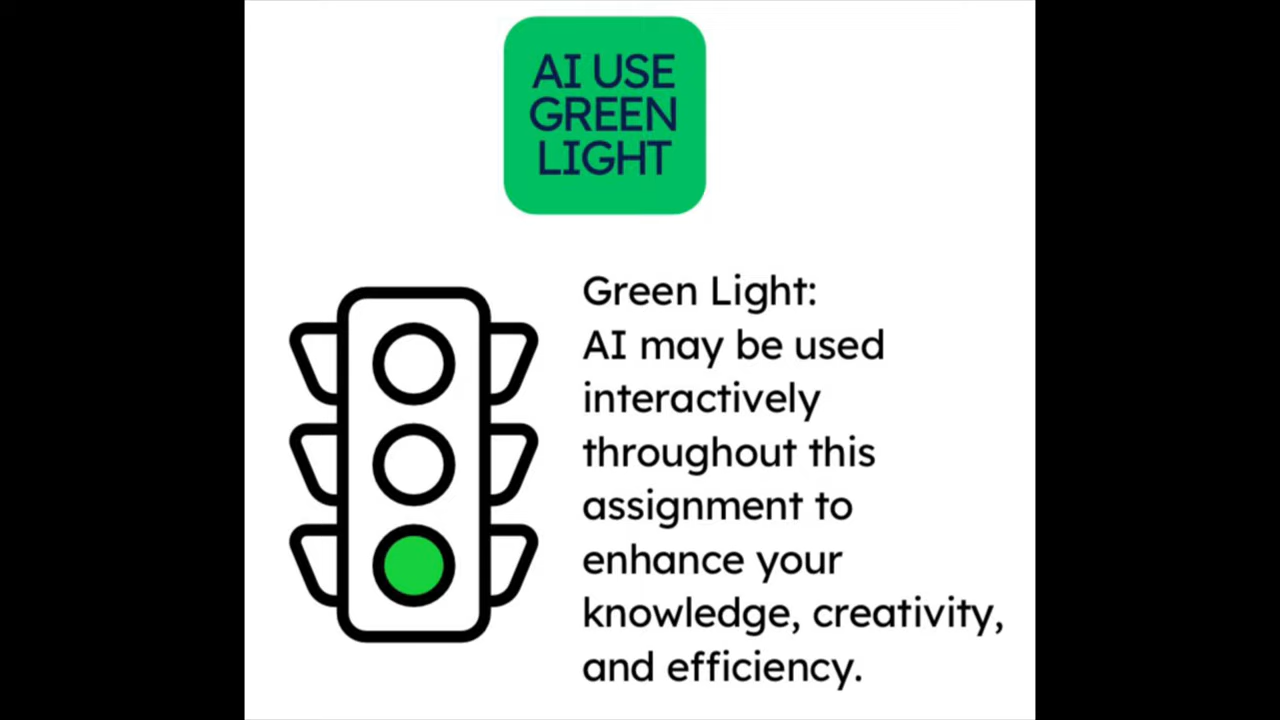 AI USE
GREEN
LIGHT
Green Light:
AI may be used
interactively
throughout this
assignment to
enhance your
knowledge, creativity,
and efficiency.